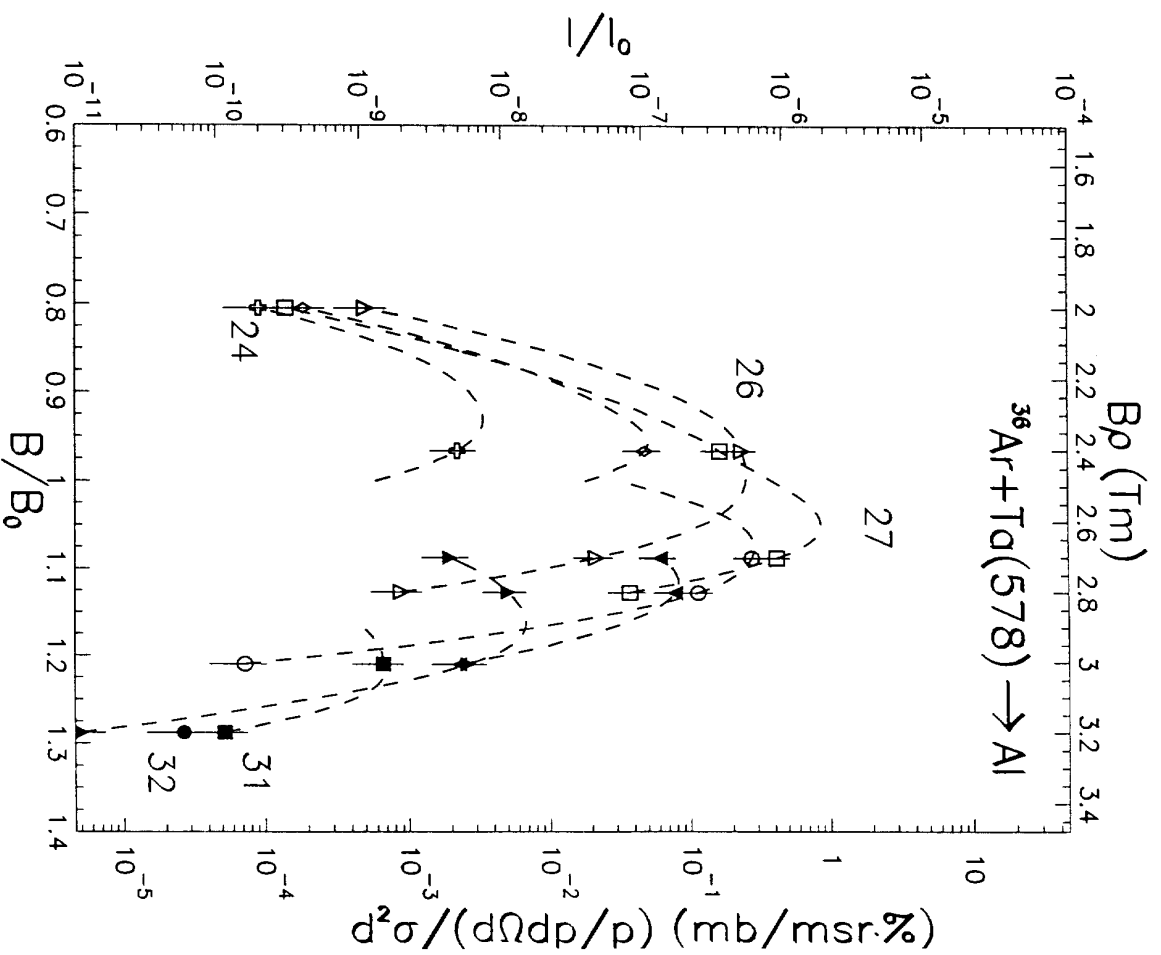 Bρ (Tm)
1.6 1.8 2 2.2 2.4 2.6 2.8 3 3.2 3.4
³⁶Ar+Ta(578) → Al
I/I₀
10⁻⁴
10⁻⁵
10⁻⁶
10⁻⁷
10⁻⁸
10⁻⁹
10⁻¹⁰
10⁻¹¹
24
26
27
31
32
10
1
10⁻¹
10⁻²
10⁻³
10⁻⁴
10⁻⁵
d²σ/(dΩdp/p) (mb/msr.%)
0.6 0.7 0.8 0.9 1 1.1 1.2 1.3 1.4
B/B₀